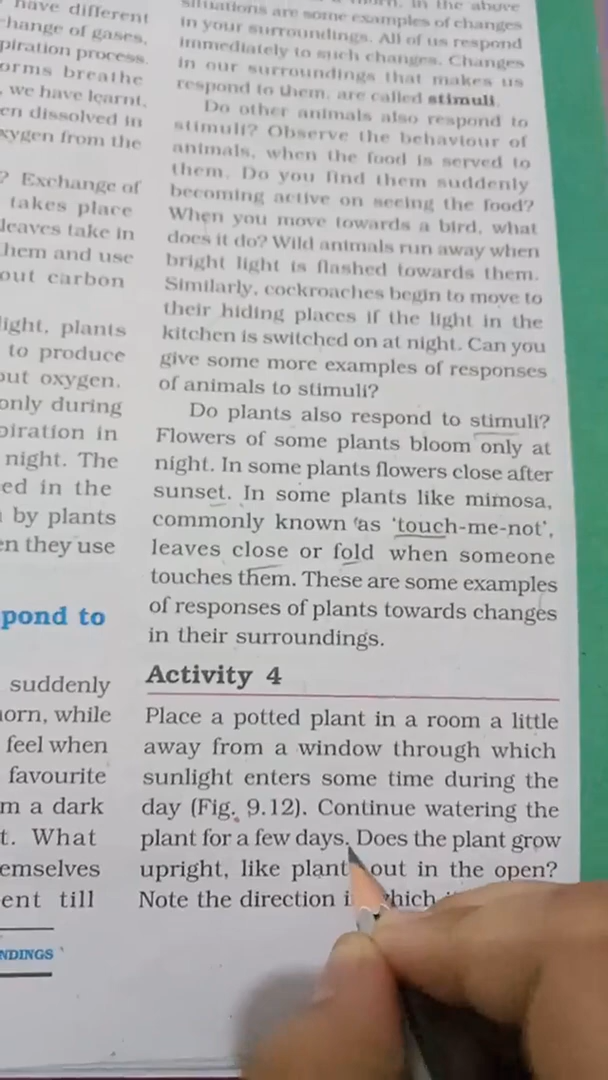 have different
change of gases,
piration process.
orms breathe
, we have learnt,
en dissolved in
xygen from the
? Exchange of
takes place
leaves take in
hem and use
out carbon
light, plants
to produce
out oxygen.
only during
piration in
night. The
ed in the
by plants
en they use
pond to
suddenly
orn, while
feel when
favourite
m a dark
t. What
emselves
ent till
NDINGS
in the above
situations are some examples of changes
in your surroundings. All of us respond
immediately to such changes. Changes
in our surroundings that makes us
respond to them, are called stimuli.
Do other animals also respond to
stimuli? Observe the behaviour of
animals, when the food is served to
them. Do you find them suddenly
becoming active on seeing the food?
When you move towards a bird, what
does it do? Wild animals run away when
bright light is flashed towards them.
Similarly, cockroaches begin to move to
their hiding places if the light in the
kitchen is switched on at night. Can you
give some more examples of responses
of animals to stimuli?
Do plants also respond to stimuli?
Flowers of some plants bloom only at
night. In some plants flowers close after
sunset. In some plants like mimosa,
commonly known as 'touch-me-not',
leaves close or fold when someone
touches them. These are some examples
of responses of plants towards changes
in their surroundings.
Activity 4
Place a potted plant in a room a little
away from a window through which
sunlight enters some time during the
day (Fig. 9.12). Continue watering the
plant for a few days. Does the plant grow
upright, like plant out in the open?
Note the direction